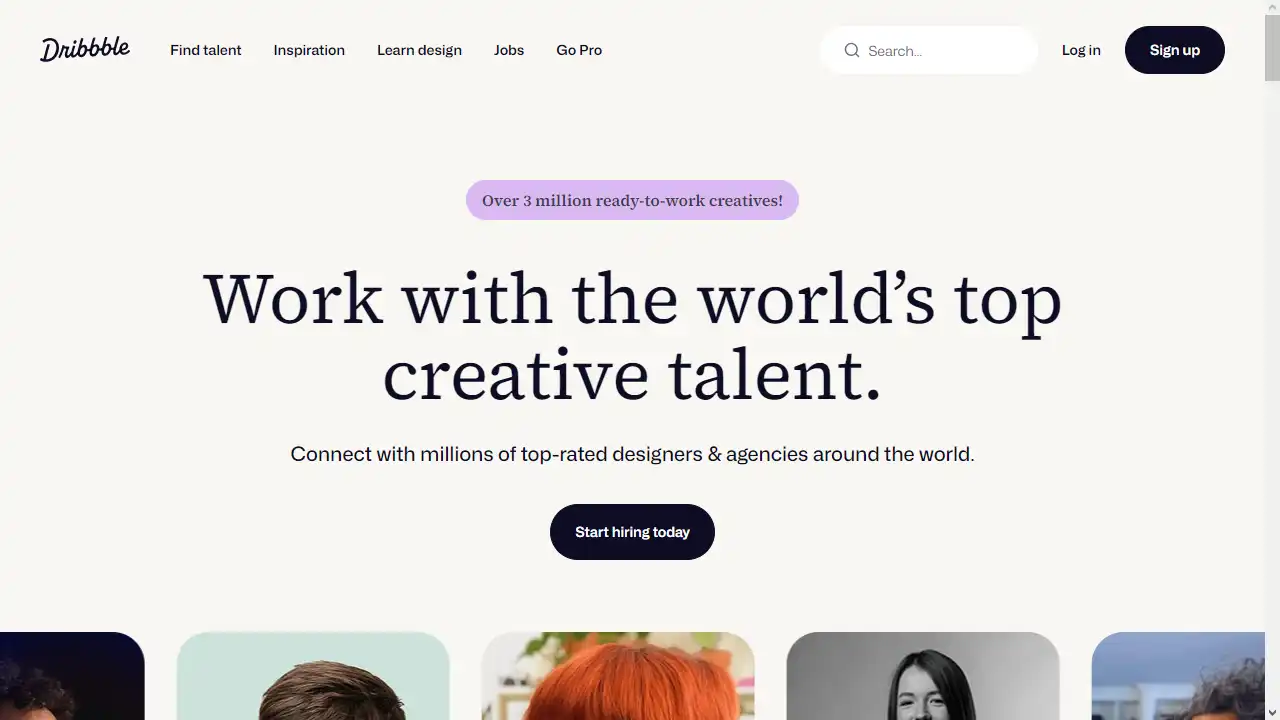 Dribbble
Find talent
Inspiration
Learn design
Jobs
Go Pro
Search...
Log in
Sign up
Over 3 million ready-to-work creatives!
Work with the world’s top
creative talent.
Connect with millions of top-rated designers & agencies around the world.
Start hiring today